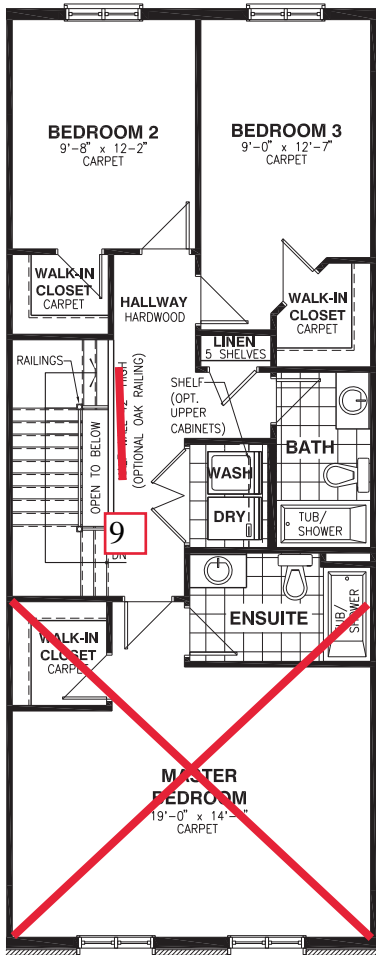 BEDROOM 2
9'-8" x 12-2"
CARPET
BEDROOM 3
9'-0" x 12'-7"
CARPET
WALK-IN
CLOSET
CARPET
HALLWAY
HARDWOOD
WALK-IN
CLOSET
CARPET
LINEN
5 SHELVES
RAILINGS
OPEN TO BELOW
(OPTIONAL OAK RAILING)
SHELF
(OPT.
UPPER
CABINETS)
WASH
DRY
BATH
TUB/
SHOWER
9
DN
WALK-IN
CLOSET
CARPET
ENSUITE
TUB/
SHOWER
MASTER
BEDROOM
19'-0" x 14'-
CARPET